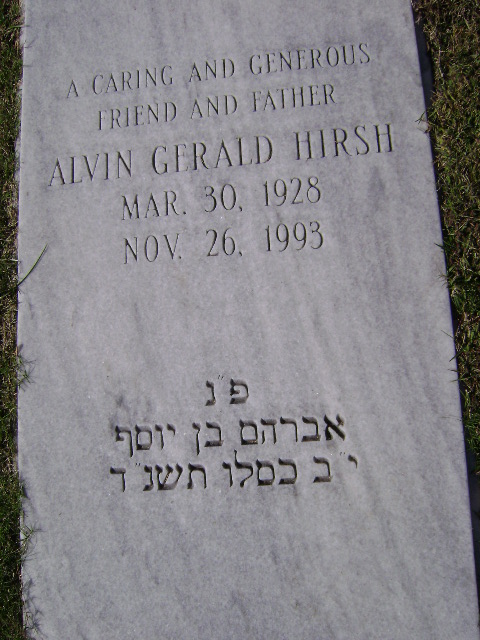 A CARING AND GENEROUS
FRIEND AND FATHER
ALVIN GERALD HIRSH
MAR. 30, 1928
NOV. 26, 1993
פ״נ
אברהם בן יוסף
י״ב כסלו תשנ״ד